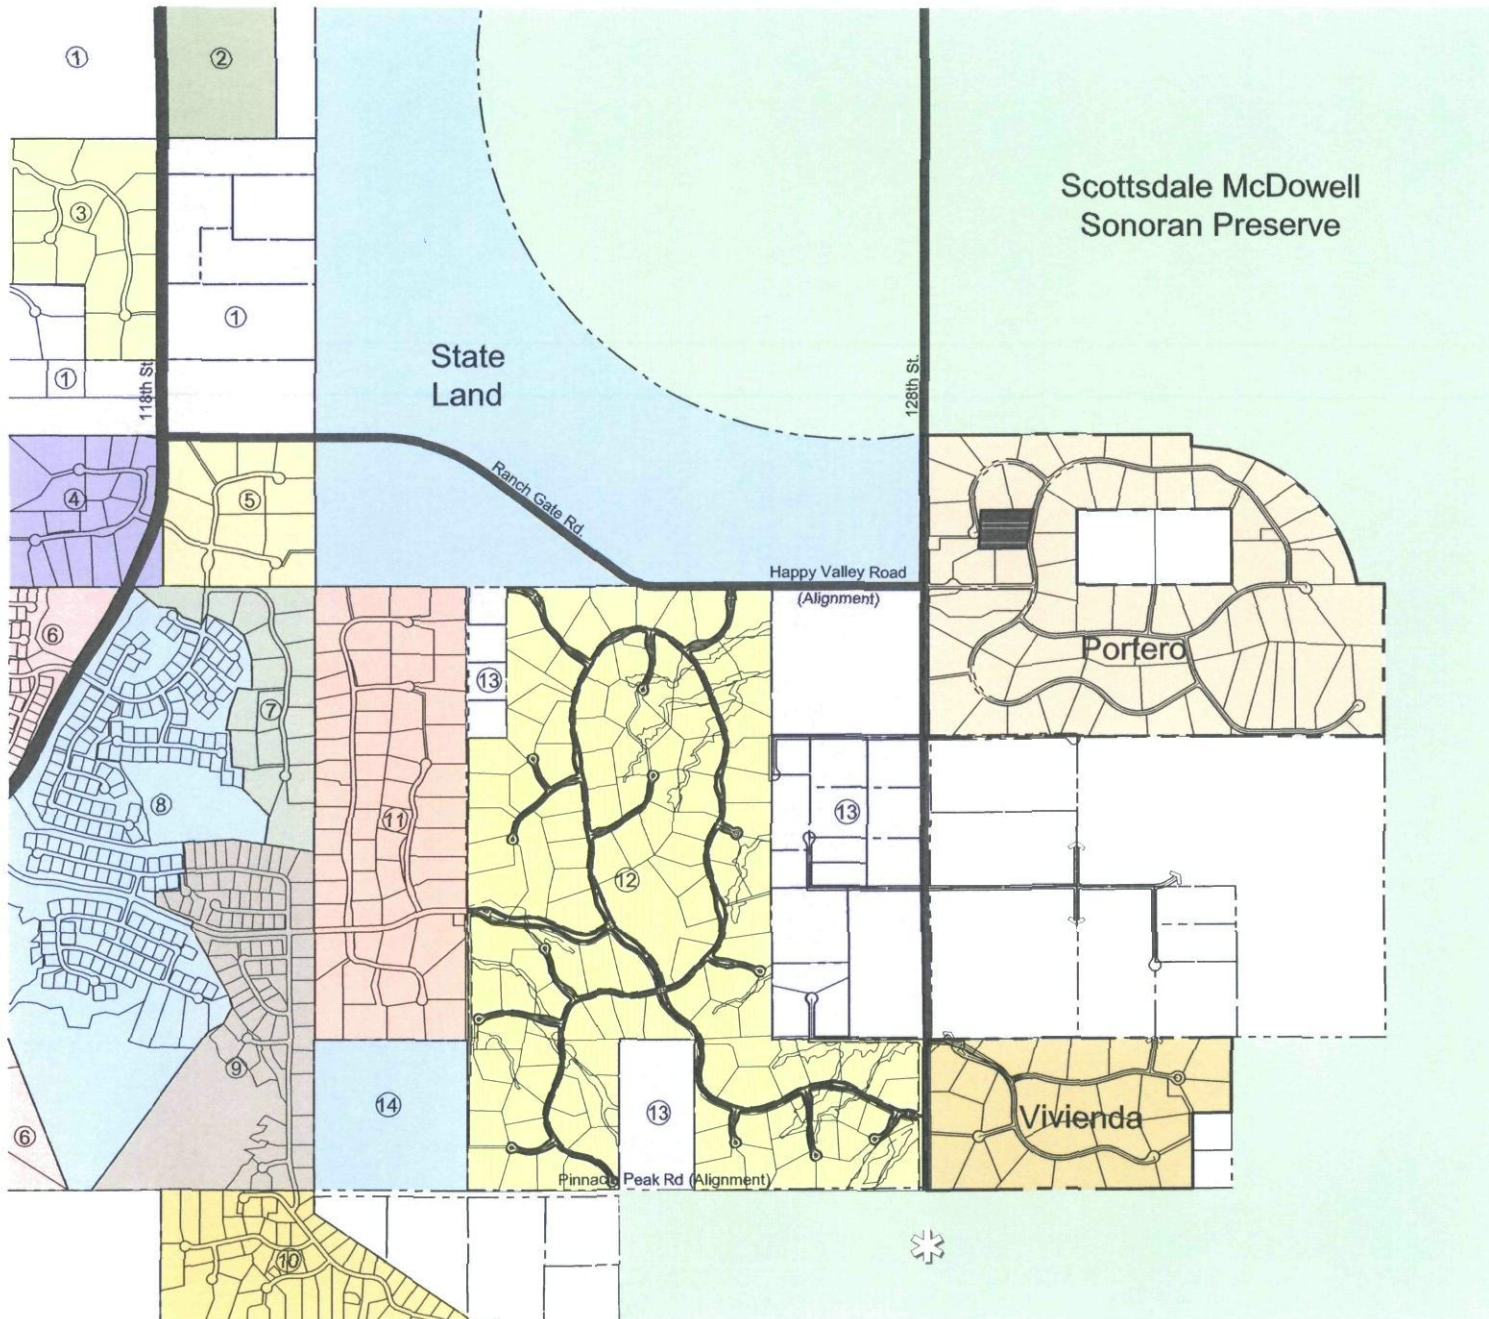 ①
②
Scottsdale McDowell
Sonoran Preserve
③
①
State
Land
①
118th St.
128th St.
④
⑤
Ranch Gate Rd.
Happy Valley Road
(Alignment)
⑥
Portero
⑬
⑦
⑧
⑪
⑬
⑫
⑨
⑭
⑬
Vivienda
⑥
Pinnacle Peak Rd (Alignment)
⑩